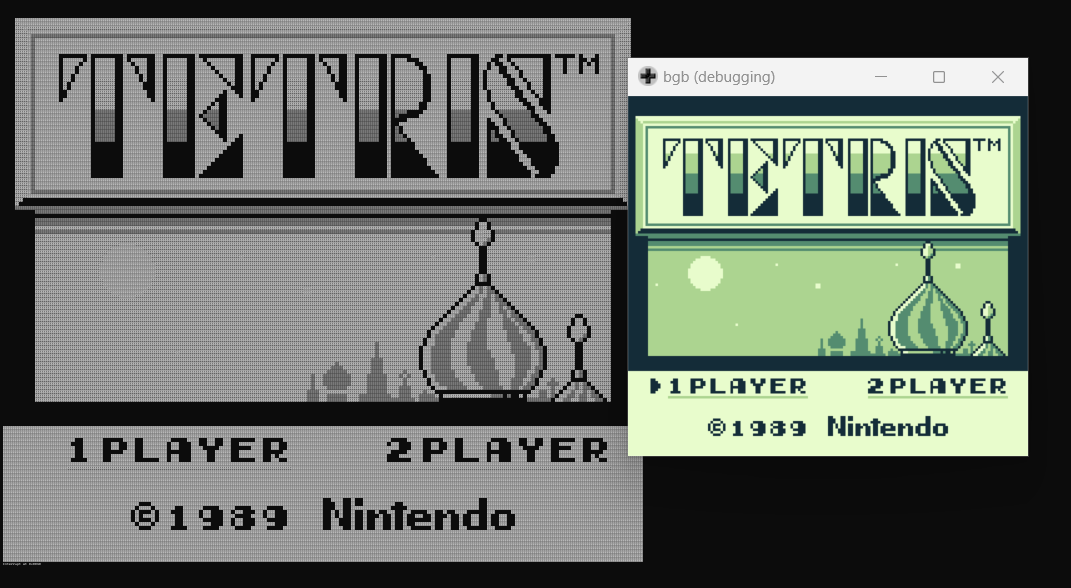 TETRIS™
1PLAYER 2PLAYER
©1989 Nintendo
bgb (debugging)
TETRIS™
1PLAYER 2PLAYER
©1989 Nintendo